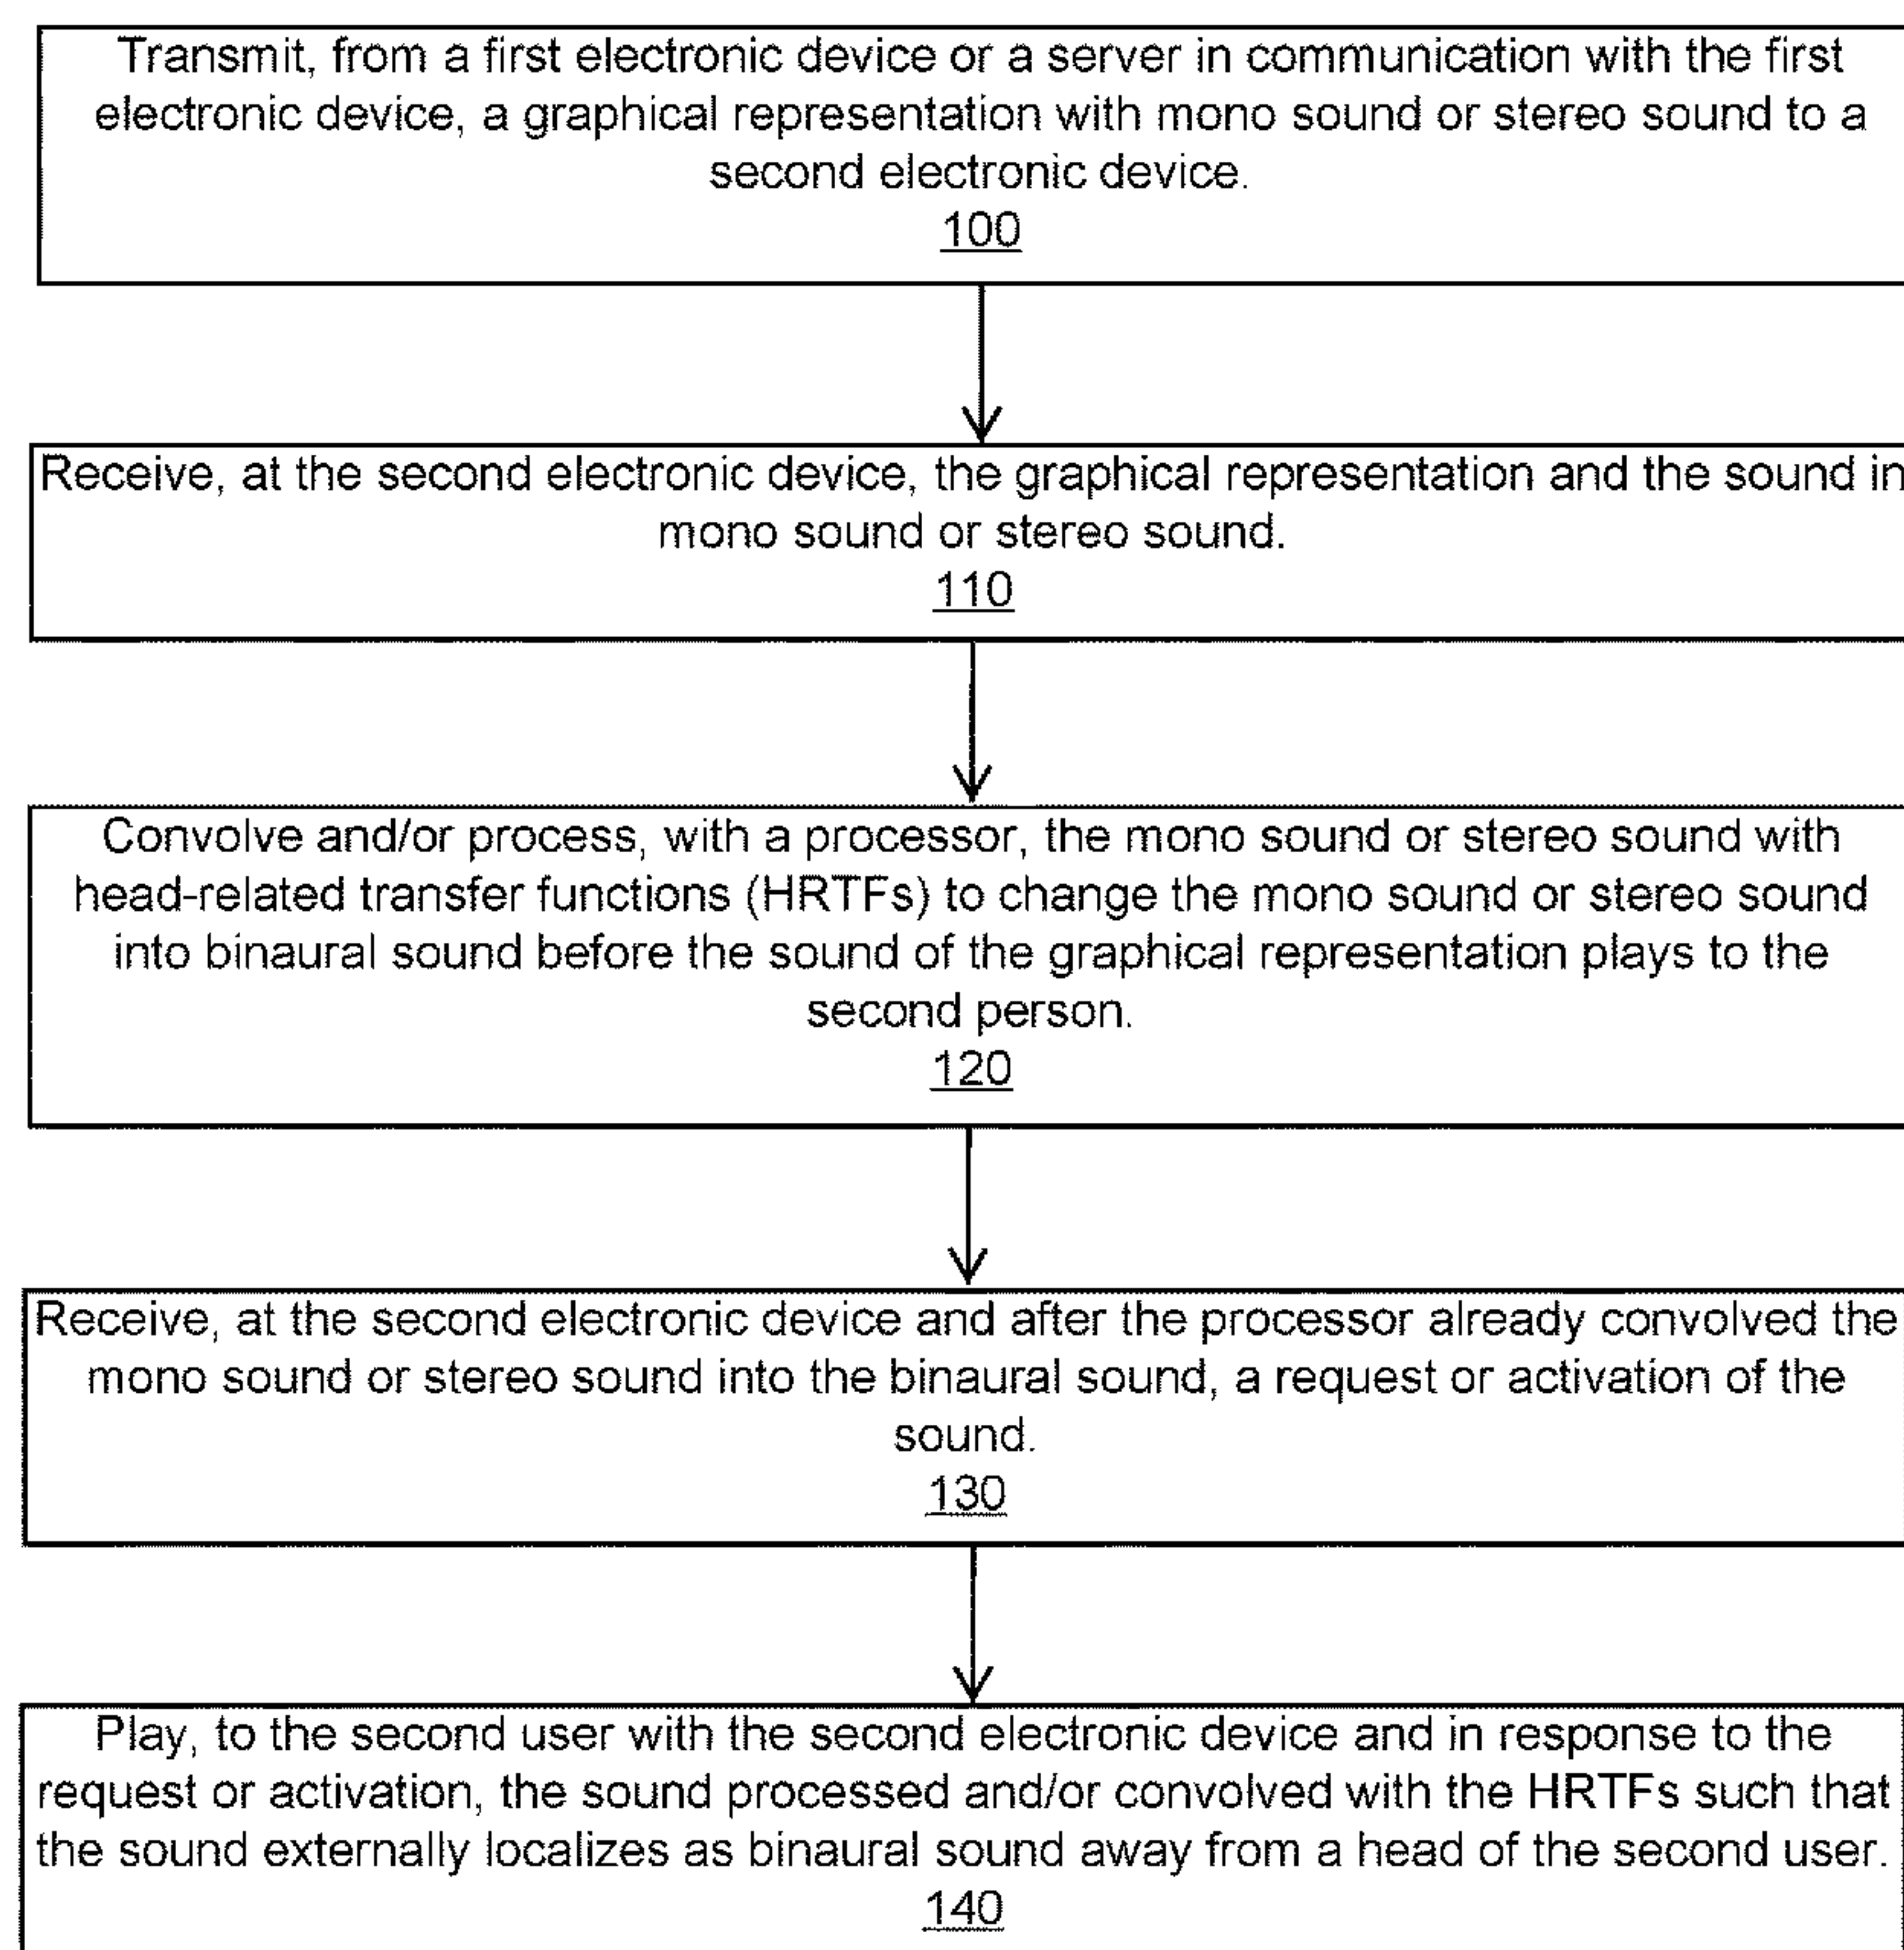 Transmit, from a first electronic device or a server in communication with the first
electronic device, a graphical representation with mono sound or stereo sound to a
second electronic device.
100
Receive, at the second electronic device, the graphical representation and the sound in
mono sound or stereo sound.
110
Convolve and/or process, with a processor, the mono sound or stereo sound with
head-related transfer functions (HRTFs) to change the mono sound or stereo sound
into binaural sound before the sound of the graphical representation plays to the
second person.
120
Receive, at the second electronic device and after the processor already convolved the
mono sound or stereo sound into the binaural sound, a request or activation of the
sound.
130
Play, to the second user with the second electronic device and in response to the
request or activation, the sound processed and/or convolved with the HRTFs such that
the sound externally localizes as binaural sound away from a head of the second user.
140